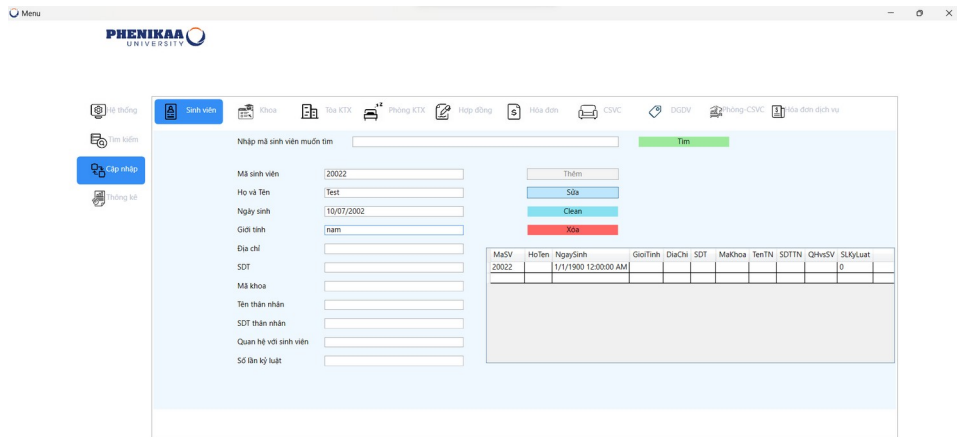 Menu
PHENIKAA
UNIVERSITY
Hệ thống
Tìm kiếm
Cập nhập
Thống kê
Sinh viên
Khoa
Tòa KTX
Phòng KTX
Hợp đồng
Hóa đơn
CSVC
DGDV
Phòng-CSVC
Hóa đơn dịch vụ
Nhập mã sinh viên muốn tìm
Tìm
Mã sinh viên 20022
Thêm
Họ và Tên Test
Sửa
Ngày sinh 10/07/2002
Clean
Giới tính nam
Xóa
Địa chỉ
SDT
Mã khoa
Tên thân nhân
SDT thân nhân
Quan hệ với sinh viên
Số lần kỷ luật
MaSV HoTen NgaySinh GioiTinh DiaChi SDT MaKhoa TenTN SDTTN QHvsSV SLKyLuat
20022 1/1/1900 12:00:00 AM 0